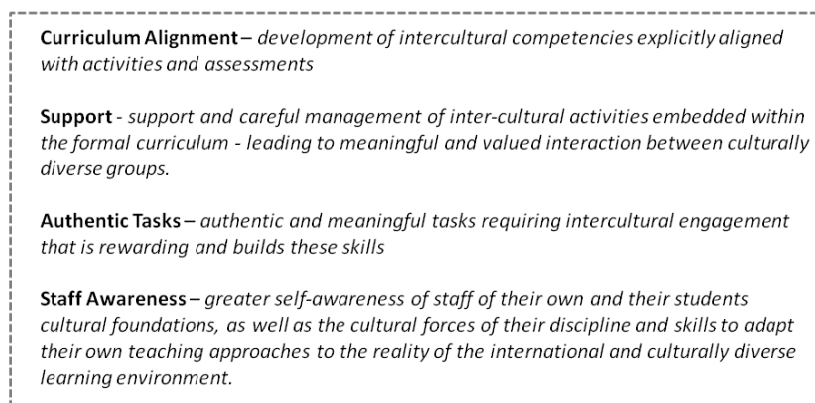 Curriculum Alignment – development of intercultural competencies explicitly aligned
with activities and assessments
Support - support and careful management of inter-cultural activities embedded within
the formal curriculum - leading to meaningful and valued interaction between culturally
diverse groups.
Authentic Tasks – authentic and meaningful tasks requiring intercultural engagement
that is rewarding and builds these skills
Staff Awareness – greater self-awareness of staff of their own and their students
cultural foundations, as well as the cultural forces of their discipline and skills to adapt
their own teaching approaches to the reality of the international and culturally diverse
learning environment.